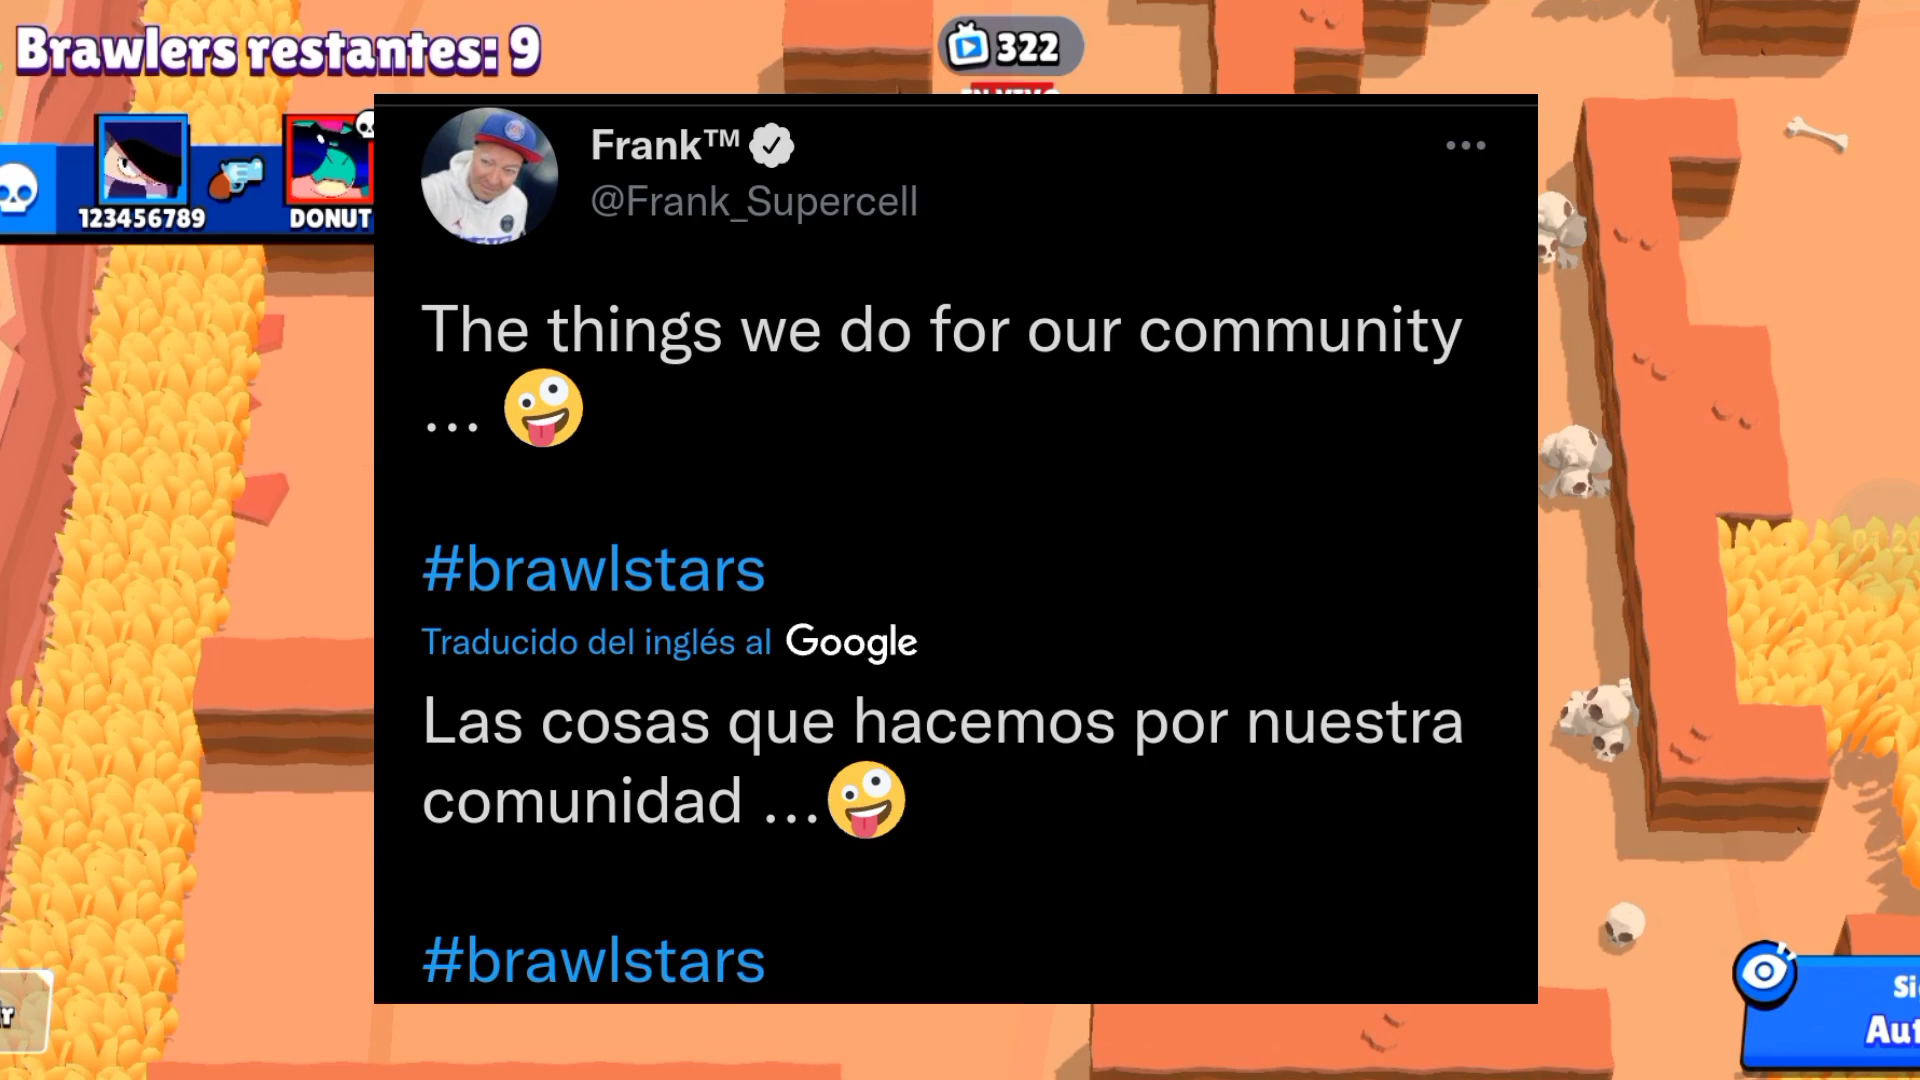 Brawlers restantes: 9
322
123456789
DONUT
Frank™
@Frank_Supercell
The things we do for our community
... 🤪
#brawlstars
Traducido del inglés al Google
Las cosas que hacemos por nuestra
comunidad ...🤪
#brawlstars